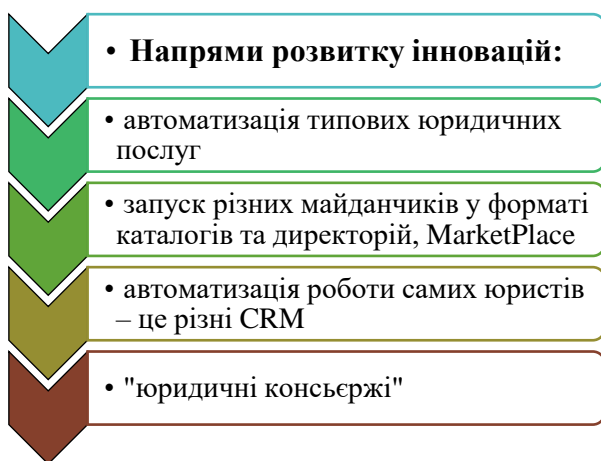 • Напрями розвитку інновацій:
• автоматизація типових юридичних
послуг
• запуск різних майданчиків у форматі
каталогів та директорій, MarketPlace
• автоматизація роботи самих юристів
– це різні CRM
• "юридичні консьєржі"